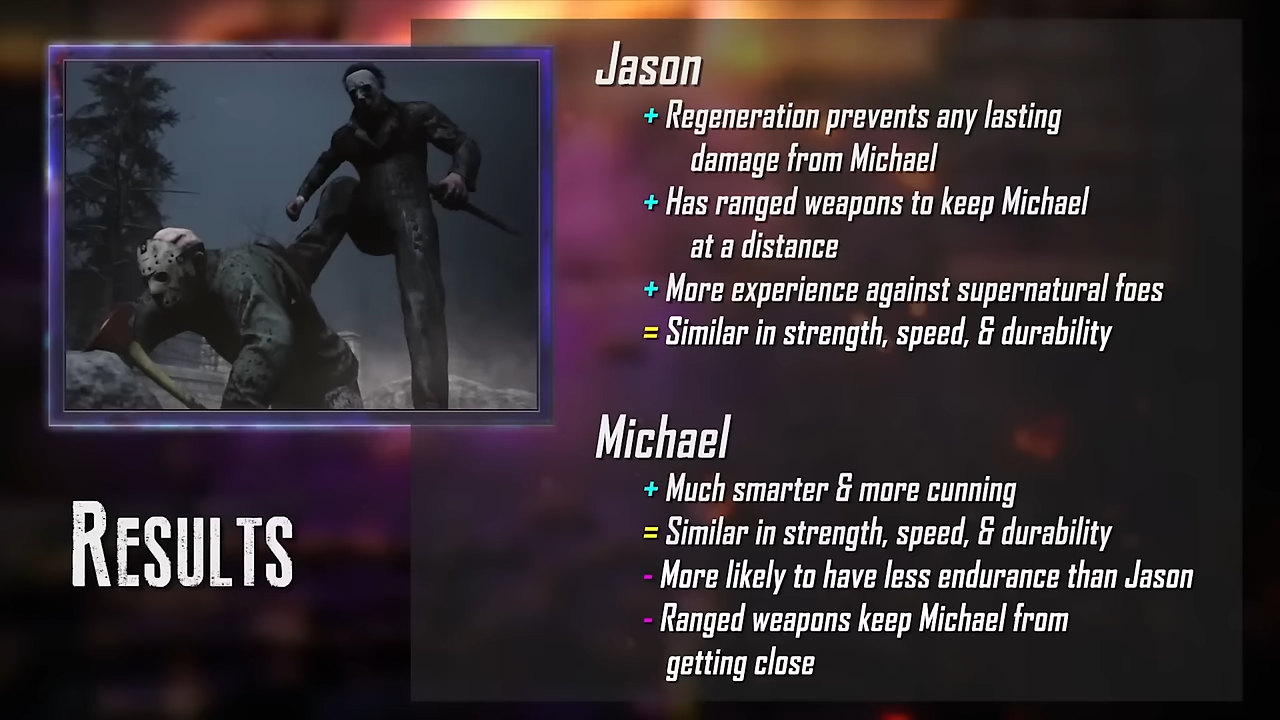 Jason
+ Regeneration prevents any lasting
damage from Michael
+ Has ranged weapons to keep Michael
at a distance
+ More experience against supernatural foes
= Similar in strength, speed, & durability
Michael
+ Much smarter & more cunning
= Similar in strength, speed, & durability
- More likely to have less endurance than Jason
- Ranged weapons keep Michael from
getting close
RESULTS